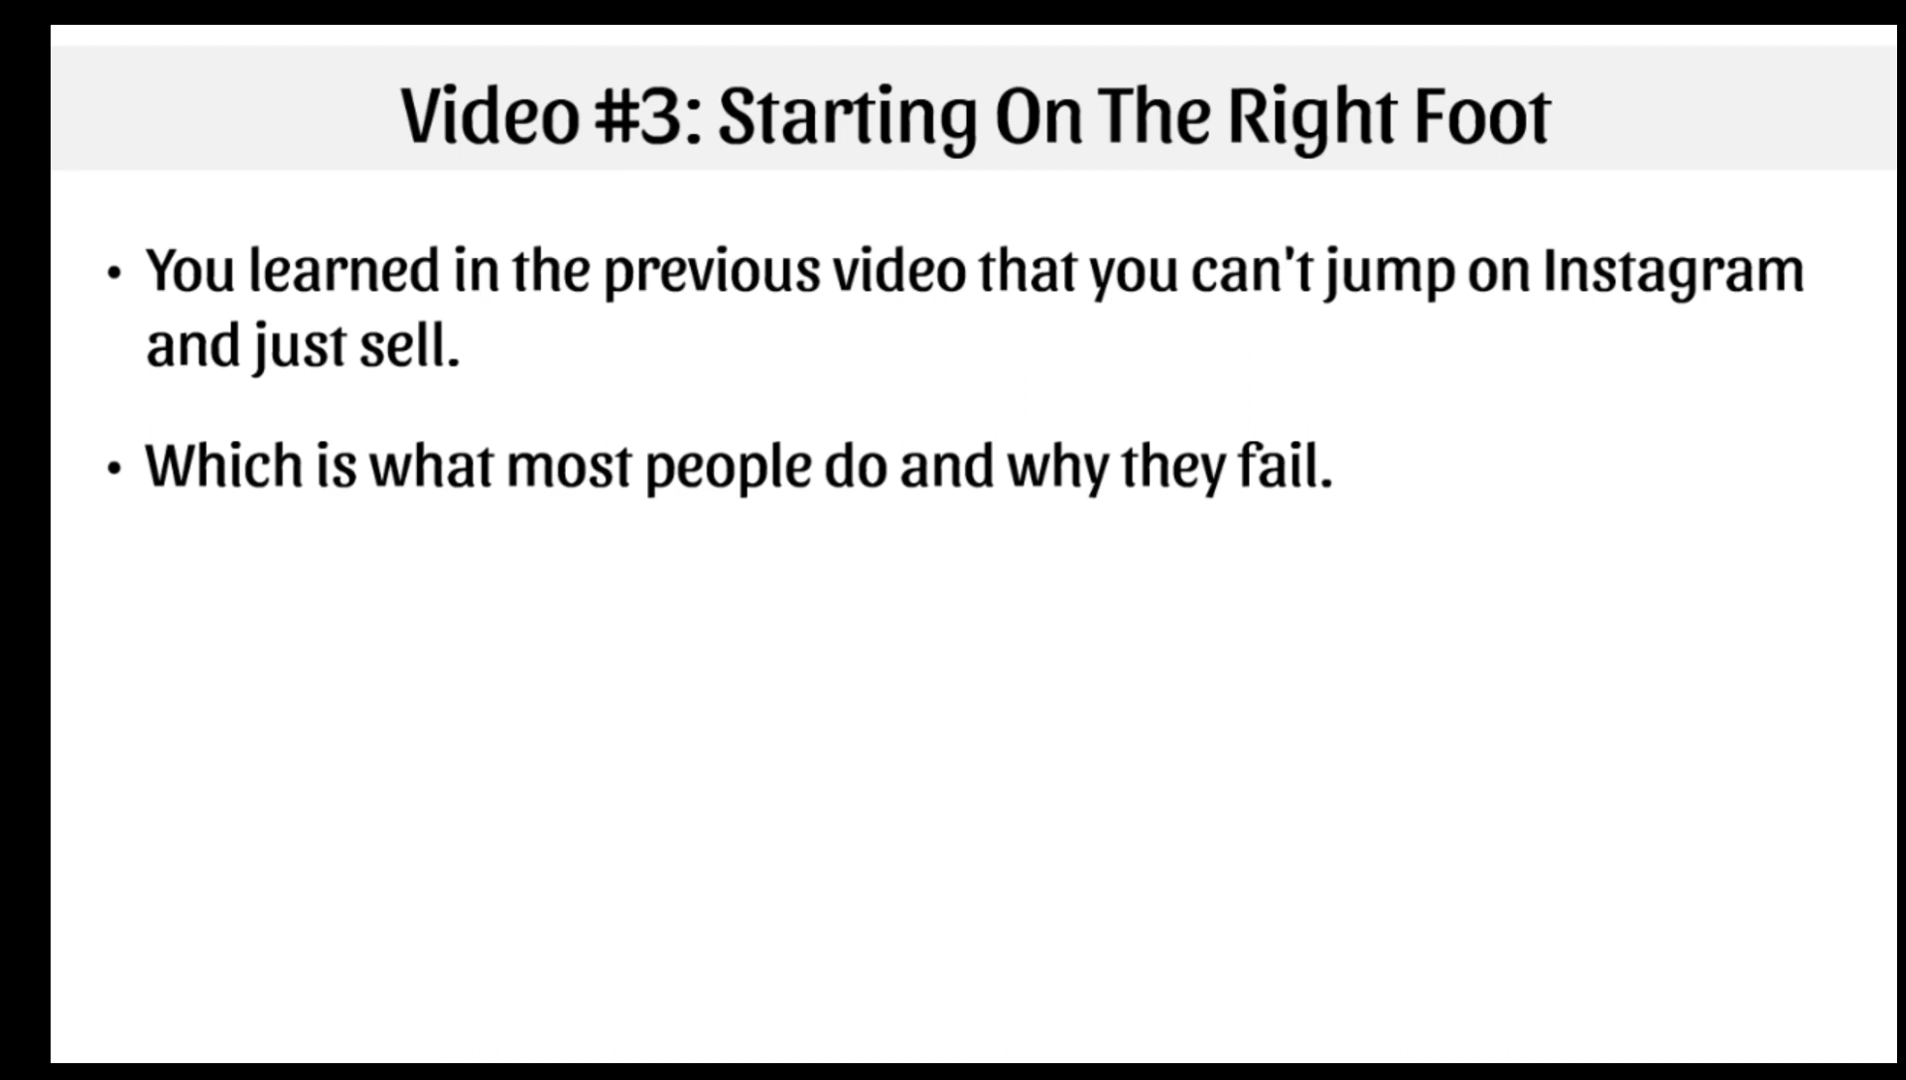 Video #3: Starting On The Right Foot
• You learned in the previous video that you can't jump on Instagram
and just sell.
• Which is what most people do and why they fail.